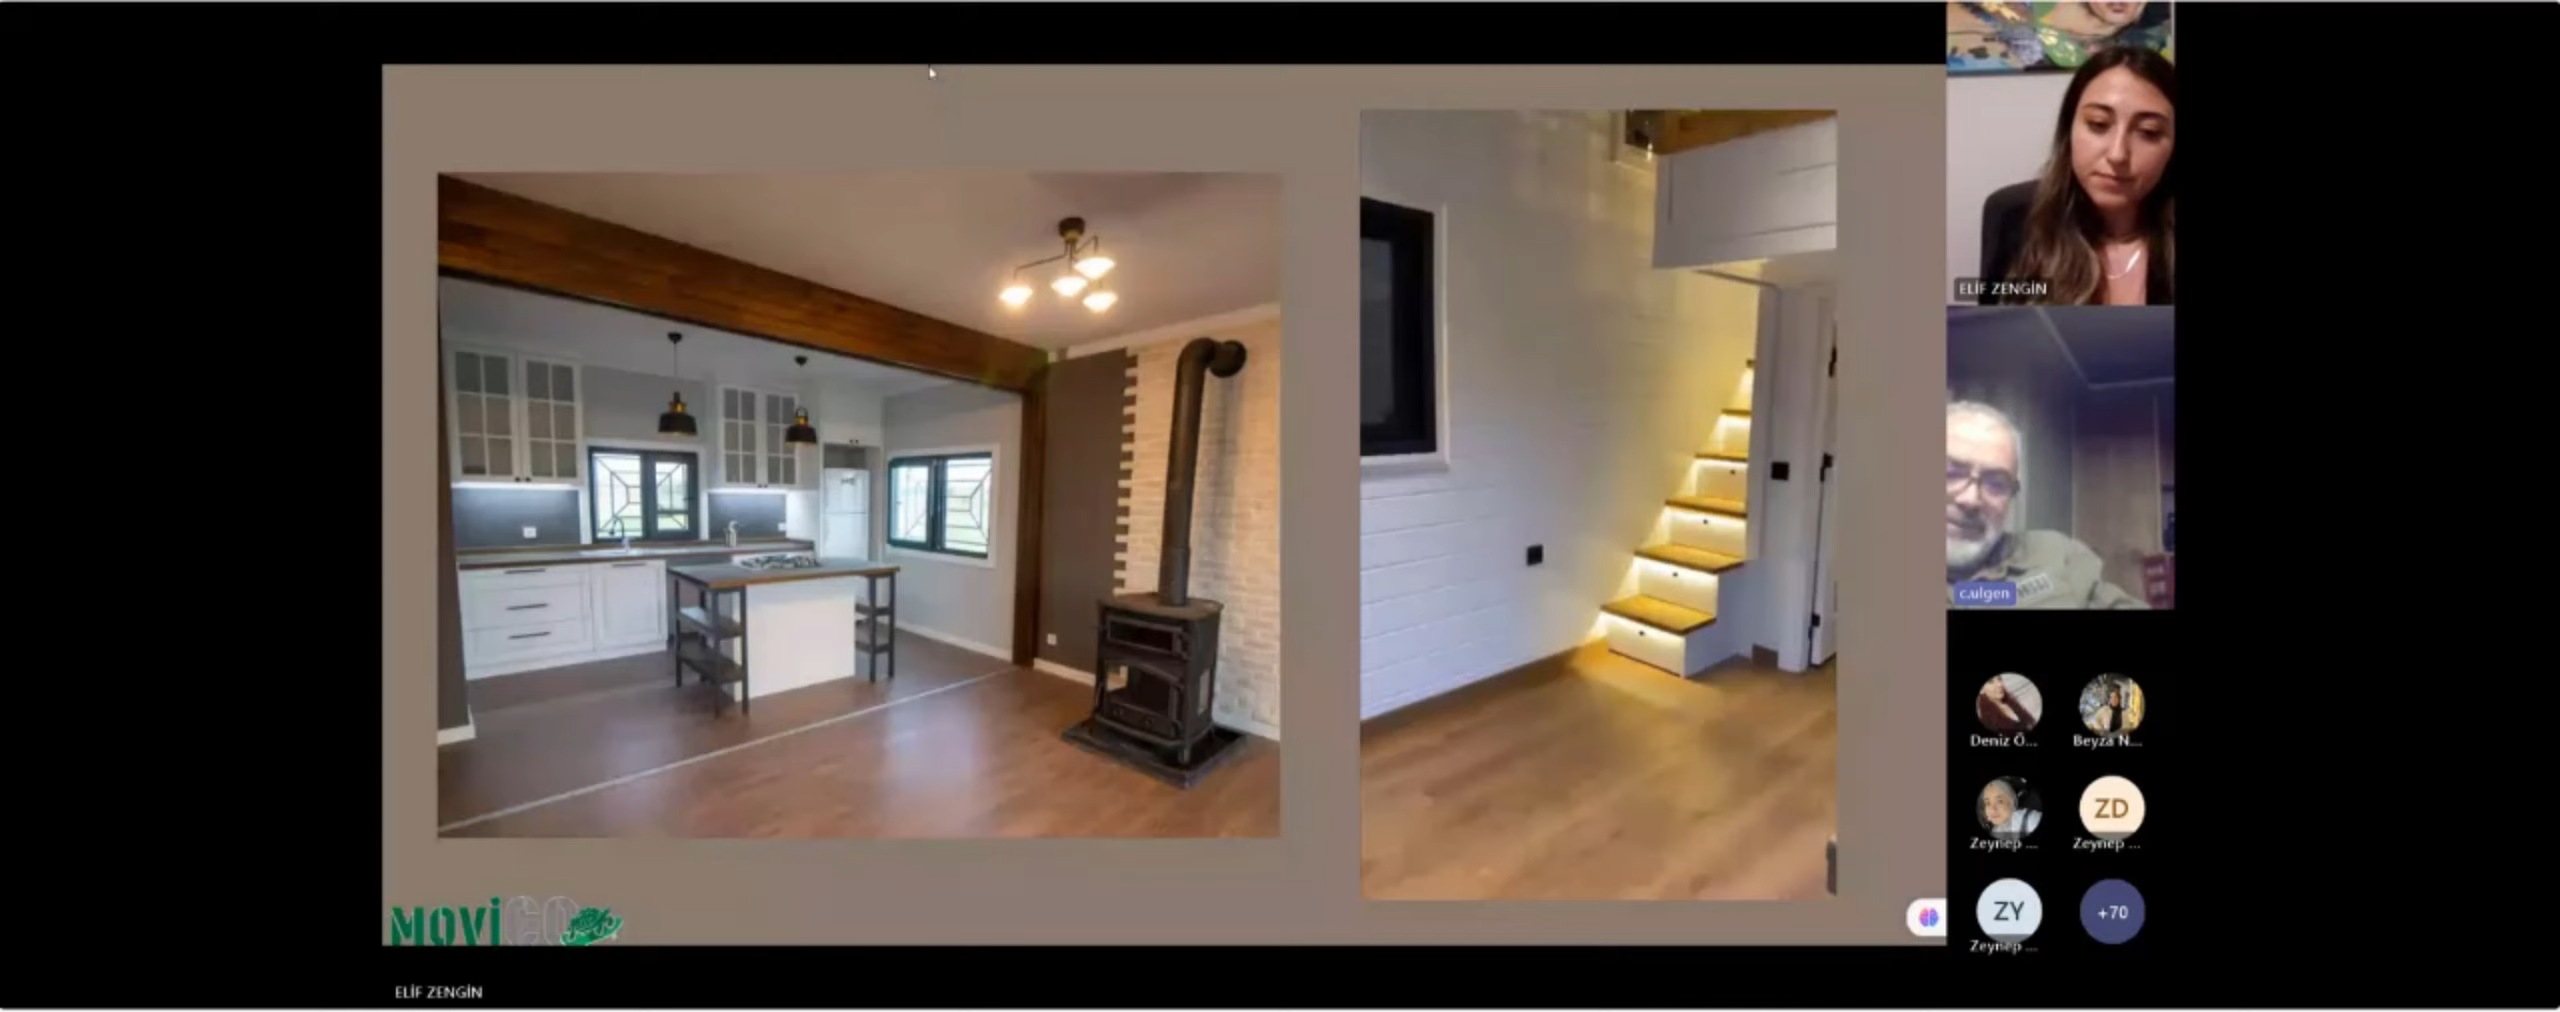 MOViCO
ELİF ZENGİN
ELİF ZENGİN
c.ulgen
Deniz Ö...
Beyza N...
Zeynep ...
ZD
Zeynep ...
ZY
Zeynep ...
+70